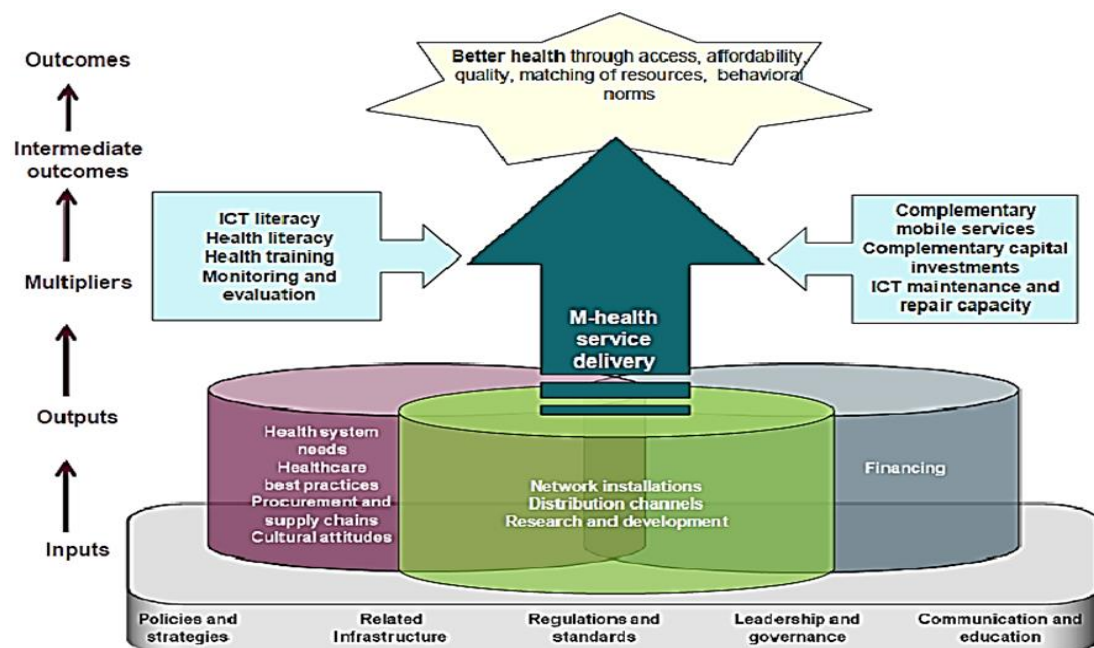 Outcomes
Intermediate
outcomes
Multipliers
Outputs
Inputs
Better health through access, affordability,
quality, matching of resources, behavioral
norms
ICT literacy
Health literacy
Health training
Monitoring and
evaluation
Complementary
mobile services
Complementary capital
investments
ICT maintenance and
repair capacity
M-health
service
delivery
Health system
needs
Healthcare
best practices
Procurement and
supply chains
Cultural attitudes
Network installations
Distribution channels
Research and development
Financing
Policies and
strategies
Related
Infrastructure
Regulations and
standards
Leadership and
governance
Communication and
education